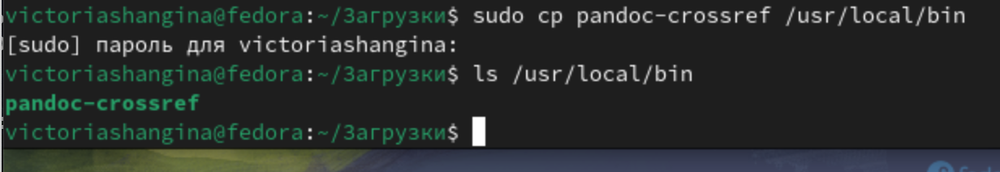 victoriashangina@fedora:~/Загрузки$ sudo cp pandoc-crossref /usr/local/bin
[sudo] пароль для victoriashangina:
victoriashangina@fedora:~/Загрузки$ ls /usr/local/bin
pandoc-crossref
victoriashangina@fedora:~/Загрузки$